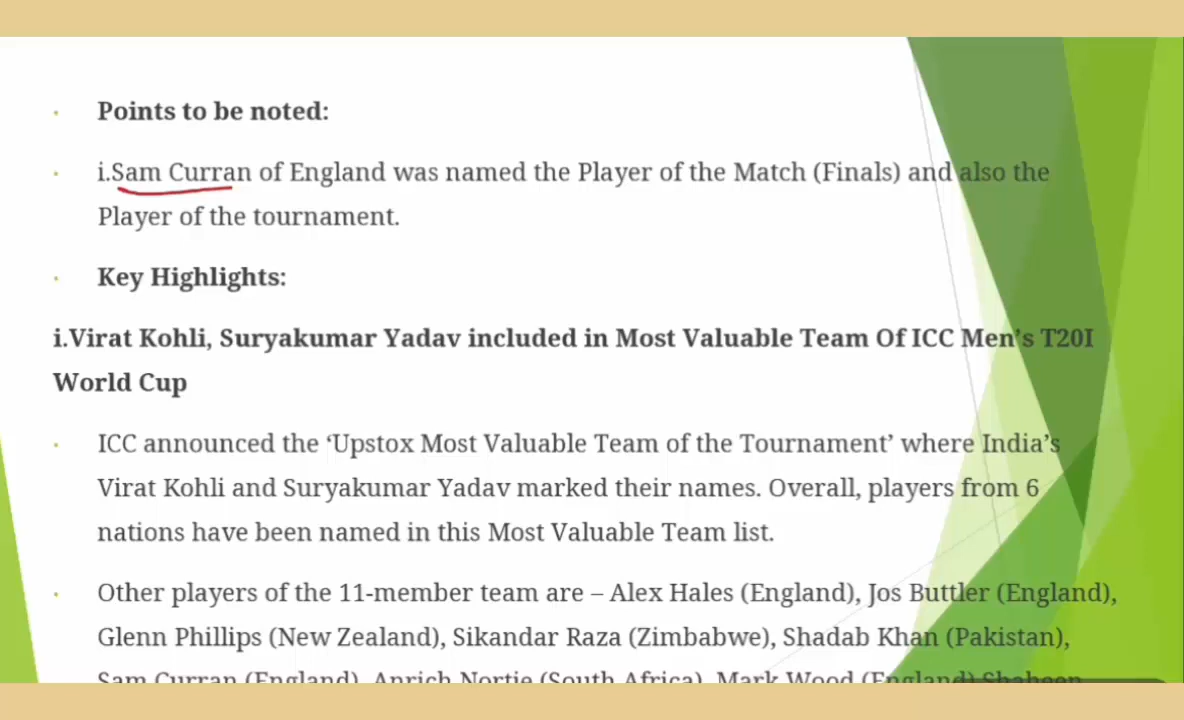 Points to be noted:
i.Sam Curran of England was named the Player of the Match (Finals) and also the
Player of the tournament.
Key Highlights:
i.Virat Kohli, Suryakumar Yadav included in Most Valuable Team Of ICC Men’s T20I
World Cup
ICC announced the ‘Upstox Most Valuable Team of the Tournament’ where India’s
Virat Kohli and Suryakumar Yadav marked their names. Overall, players from 6
nations have been named in this Most Valuable Team list.
Other players of the 11-member team are – Alex Hales (England), Jos Buttler (England),
Glenn Phillips (New Zealand), Sikandar Raza (Zimbabwe), Shadab Khan (Pakistan),
Sam Curran (England), Anrich Nortje (South Africa), Mark Wood (England) Shaheen